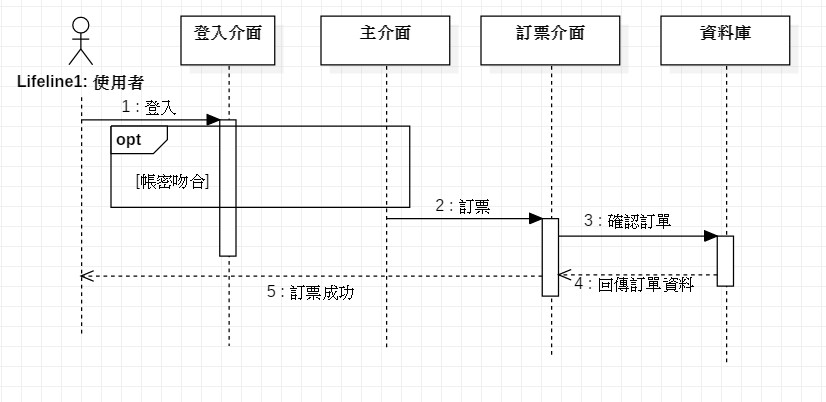 登入介面
主介面
訂票介面
資料庫
Lifeline1: 使用者
1 : 登入
opt
[帳密吻合]
2 : 訂票
3 : 確認訂單
4 : 回傳訂單資料
5 : 訂票成功